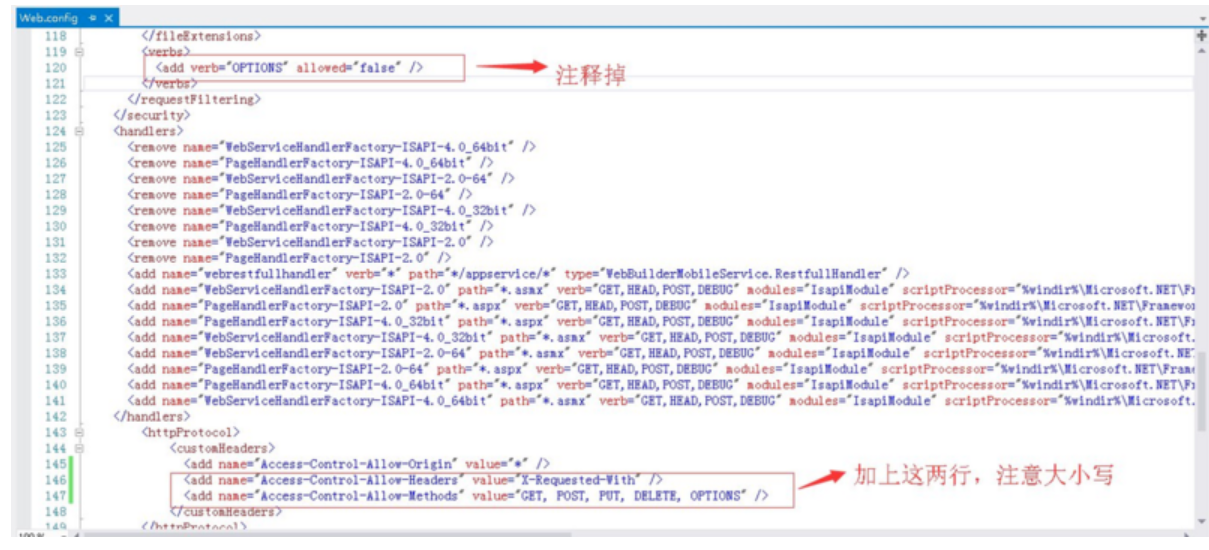 Web.config
118 </fileExtensions>
119 <verbs>
120 <add verb="OPTIONS" allowed="false" />
注释掉
121 </verbs>
122 </requestFiltering>
123 </security>
124 <handlers>
125 <remove name="WebServiceHandlerFactory-ISAPI-4.0_64bit" />
126 <remove name="PageHandlerFactory-ISAPI-4.0_64bit" />
127 <remove name="WebServiceHandlerFactory-ISAPI-2.0-64" />
128 <remove name="PageHandlerFactory-ISAPI-2.0-64" />
129 <remove name="WebServiceHandlerFactory-ISAPI-4.0_32bit" />
130 <remove name="PageHandlerFactory-ISAPI-4.0_32bit" />
131 <remove name="WebServiceHandlerFactory-ISAPI-2.0" />
132 <remove name="PageHandlerFactory-ISAPI-2.0" />
133 <add name="webrestfullhandler" verb="*" path="*/appservice/*" type="WebBuilderMobileService.RestfullHandler" />
134 <add name="WebServiceHandlerFactory-ISAPI-2.0" path="*.asmx" verb="GET,HEAD,POST,DEBUG" modules="IsapiModule" scriptProcessor="%windir%\Microsoft.NET\Fr
135 <add name="PageHandlerFactory-ISAPI-2.0" path="*.aspx" verb="GET,HEAD,POST,DEBUG" modules="IsapiModule" scriptProcessor="%windir%\Microsoft.NET\Framewor
136 <add name="PageHandlerFactory-ISAPI-4.0_32bit" path="*.aspx" verb="GET,HEAD,POST,DEBUG" modules="IsapiModule" scriptProcessor="%windir%\Microsoft.NET\Fr
137 <add name="WebServiceHandlerFactory-ISAPI-4.0_32bit" path="*.asmx" verb="GET,HEAD,POST,DEBUG" modules="IsapiModule" scriptProcessor="%windir%\Microsoft.
138 <add name="WebServiceHandlerFactory-ISAPI-2.0-64" path="*.asmx" verb="GET,HEAD,POST,DEBUG" modules="IsapiModule" scriptProcessor="%windir%\Microsoft.NET
139 <add name="PageHandlerFactory-ISAPI-2.0-64" path="*.aspx" verb="GET,HEAD,POST,DEBUG" modules="IsapiModule" scriptProcessor="%windir%\Microsoft.NET\Fram
140 <add name="PageHandlerFactory-ISAPI-4.0_64bit" path="*.aspx" verb="GET,HEAD,POST,DEBUG" modules="IsapiModule" scriptProcessor="%windir%\Microsoft.NET\Fr
141 <add name="WebServiceHandlerFactory-ISAPI-4.0_64bit" path="*.asmx" verb="GET,HEAD,POST,DEBUG" modules="IsapiModule" scriptProcessor="%windir%\Microsoft.
142 </handlers>
143 <httpProtocol>
144 <customHeaders>
145 <add name="Access-Control-Allow-Origin" value="*" />
146 <add name="Access-Control-Allow-Headers" value="X-Requested-With" />
加上这两行，注意大小写
147 <add name="Access-Control-Allow-Methods" value="GET, POST, PUT, DELETE, OPTIONS" />
148 </customHeaders>
149 </httpProtocol>
100 %